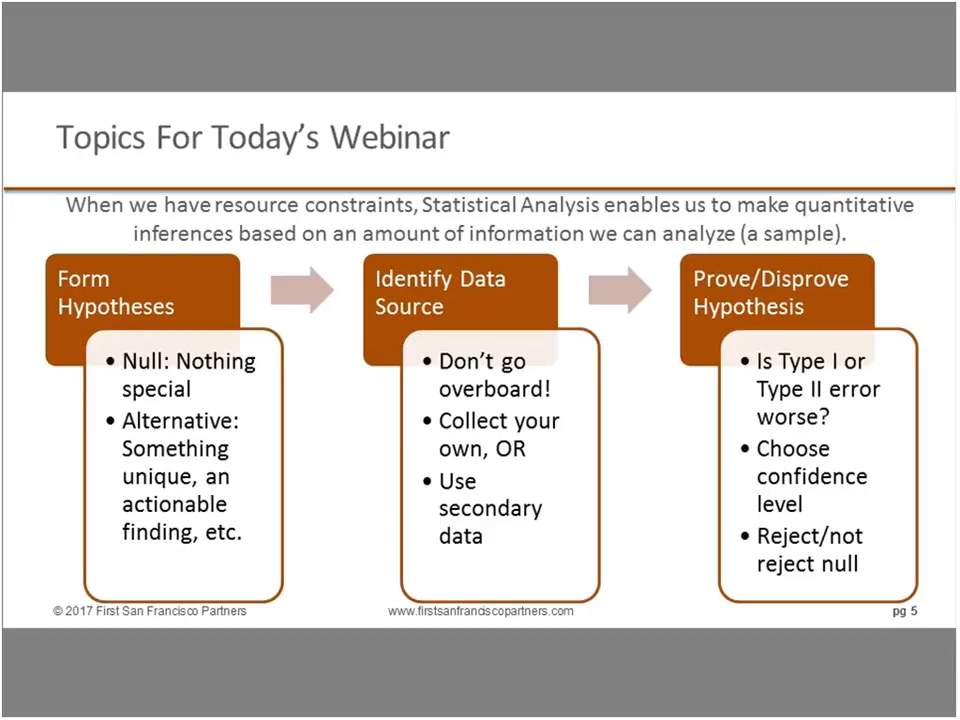 Topics For Today's Webinar
When we have resource constraints, Statistical Analysis enables us to make quantitative
inferences based on an amount of information we can analyze (a sample).
Form
Hypotheses
• Null: Nothing
special
• Alternative:
Something
unique, an
actionable
finding, etc.
Identify Data
Source
• Don't go
overboard!
• Collect your
own, OR
• Use
secondary
data
Prove/Disprove
Hypothesis
• Is Type I or
Type II error
worse?
• Choose
confidence
level
• Reject/not
reject null
© 2017 First San Francisco Partners
www.firstsanfranciscopartners.com
pg 5